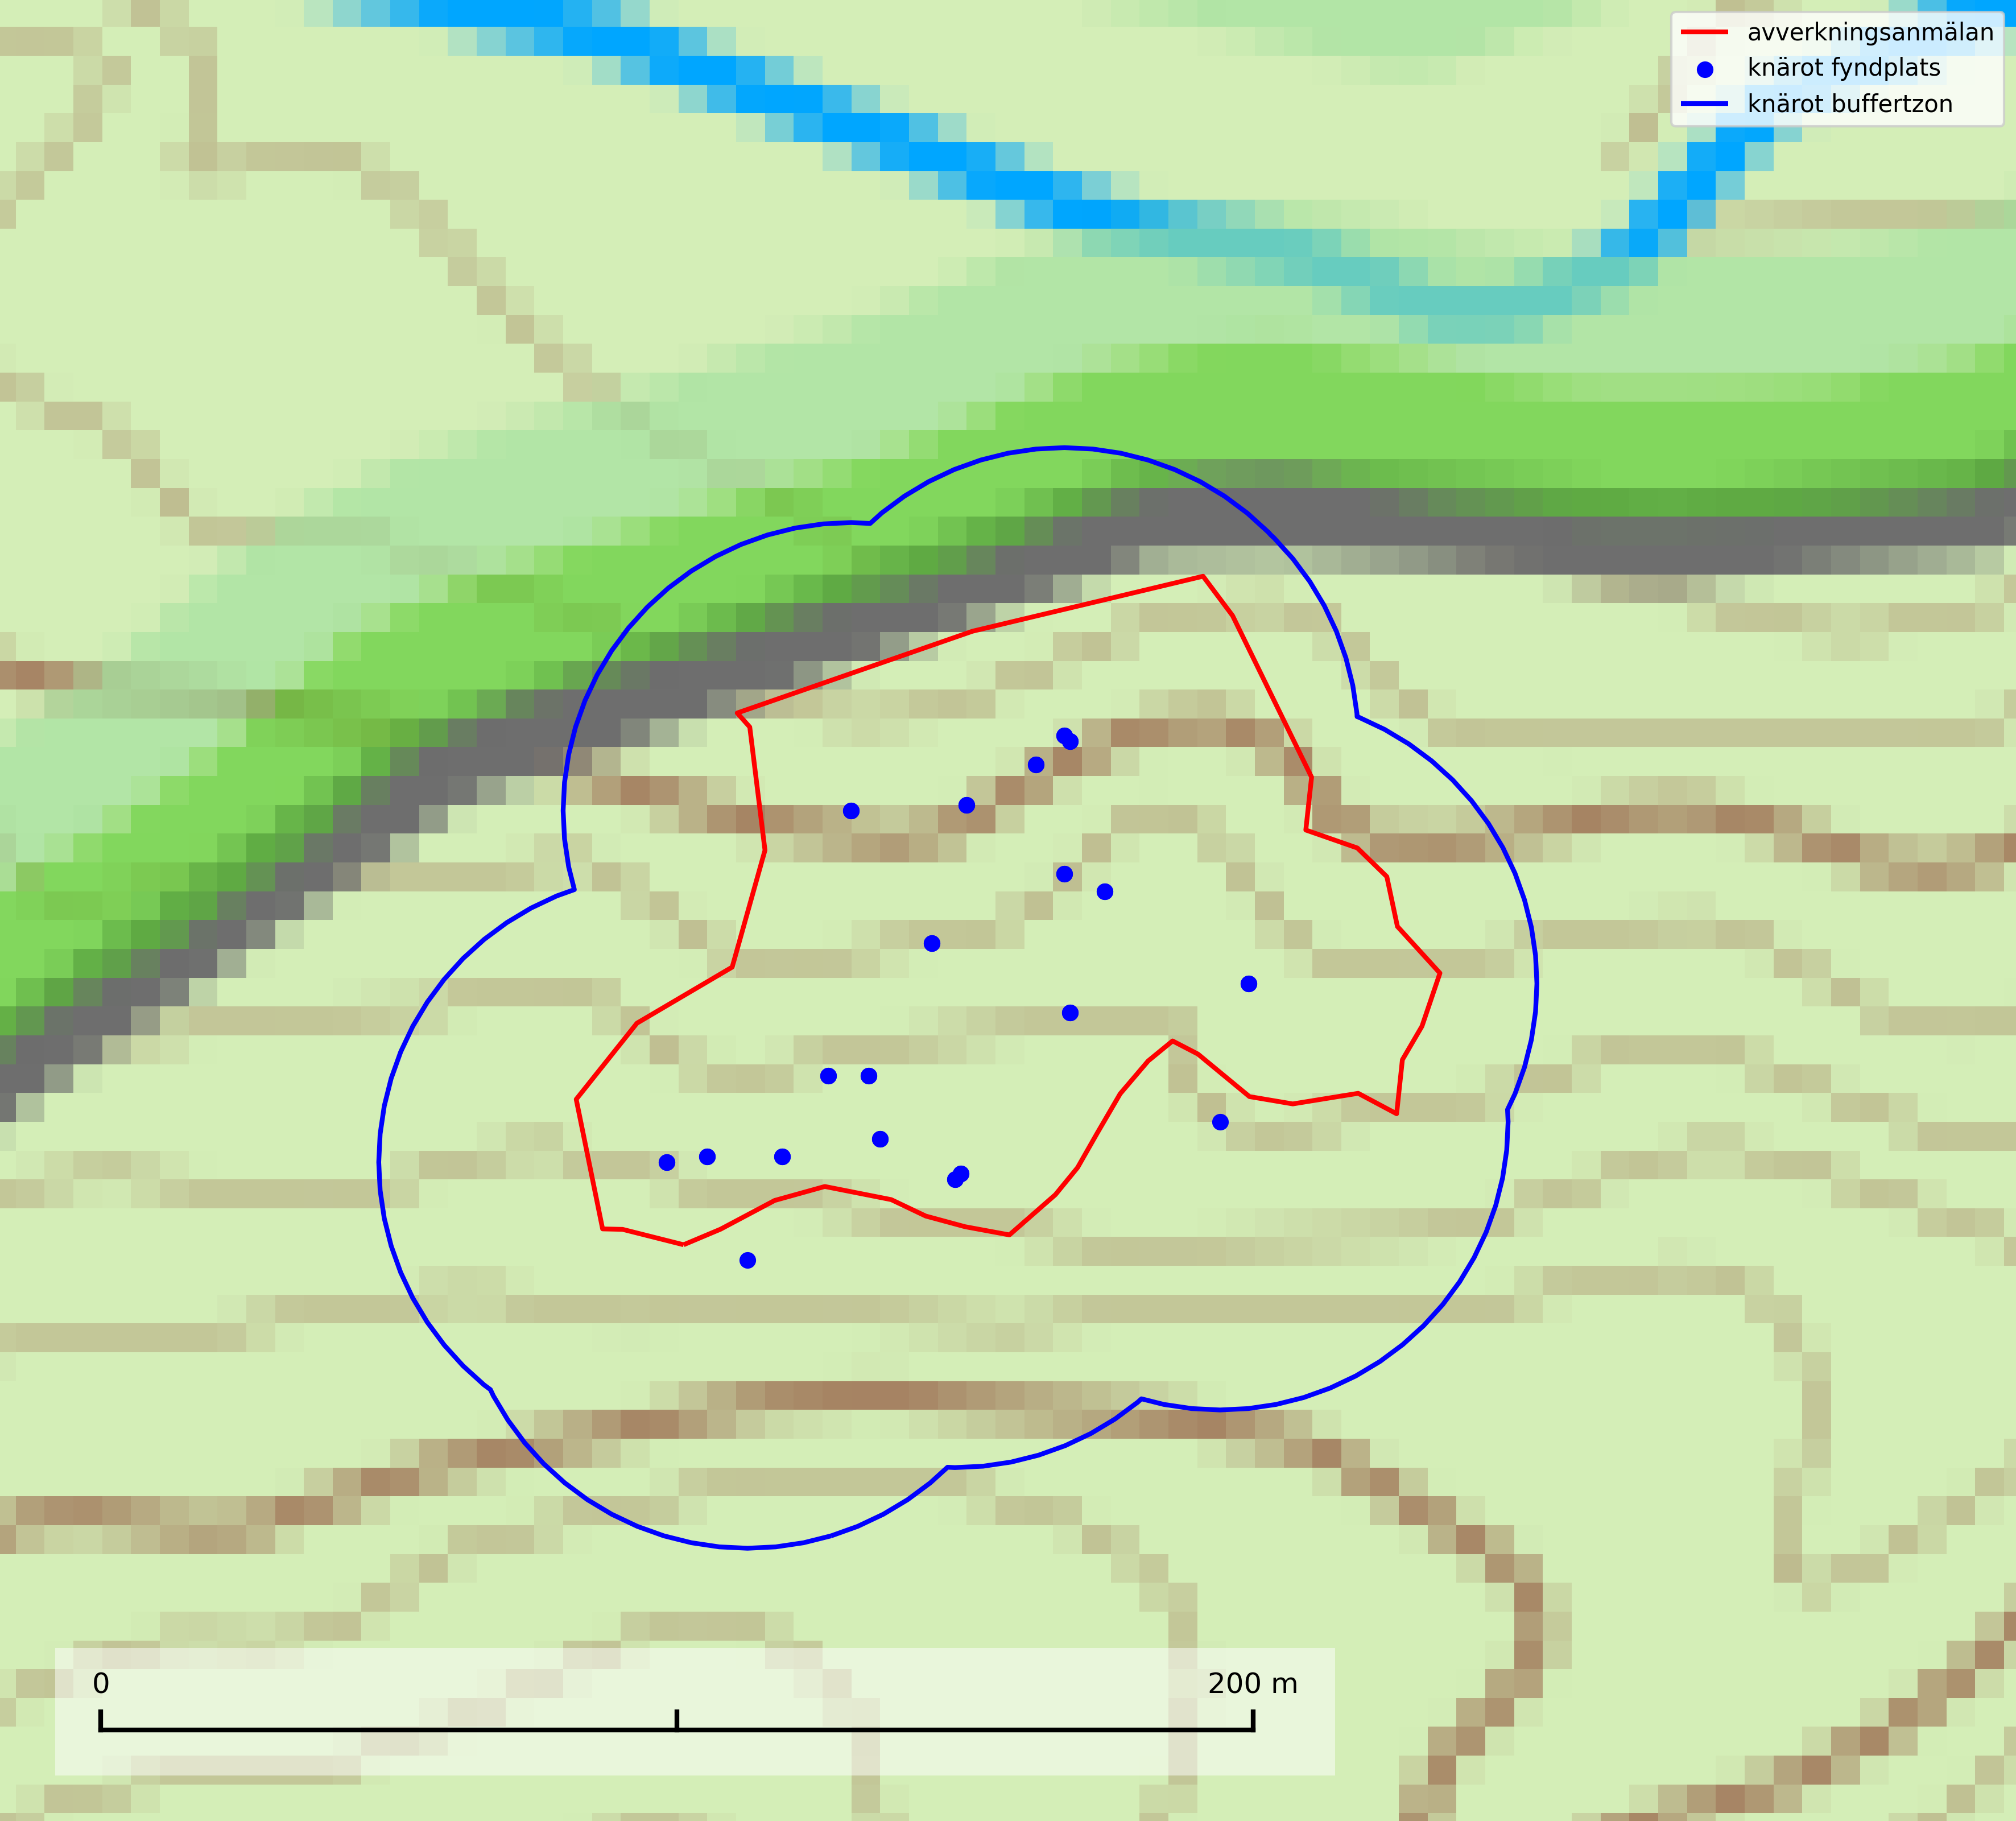 avverkningsanmälan
knärot fyndplats
knärot buffertzon
0 200 m